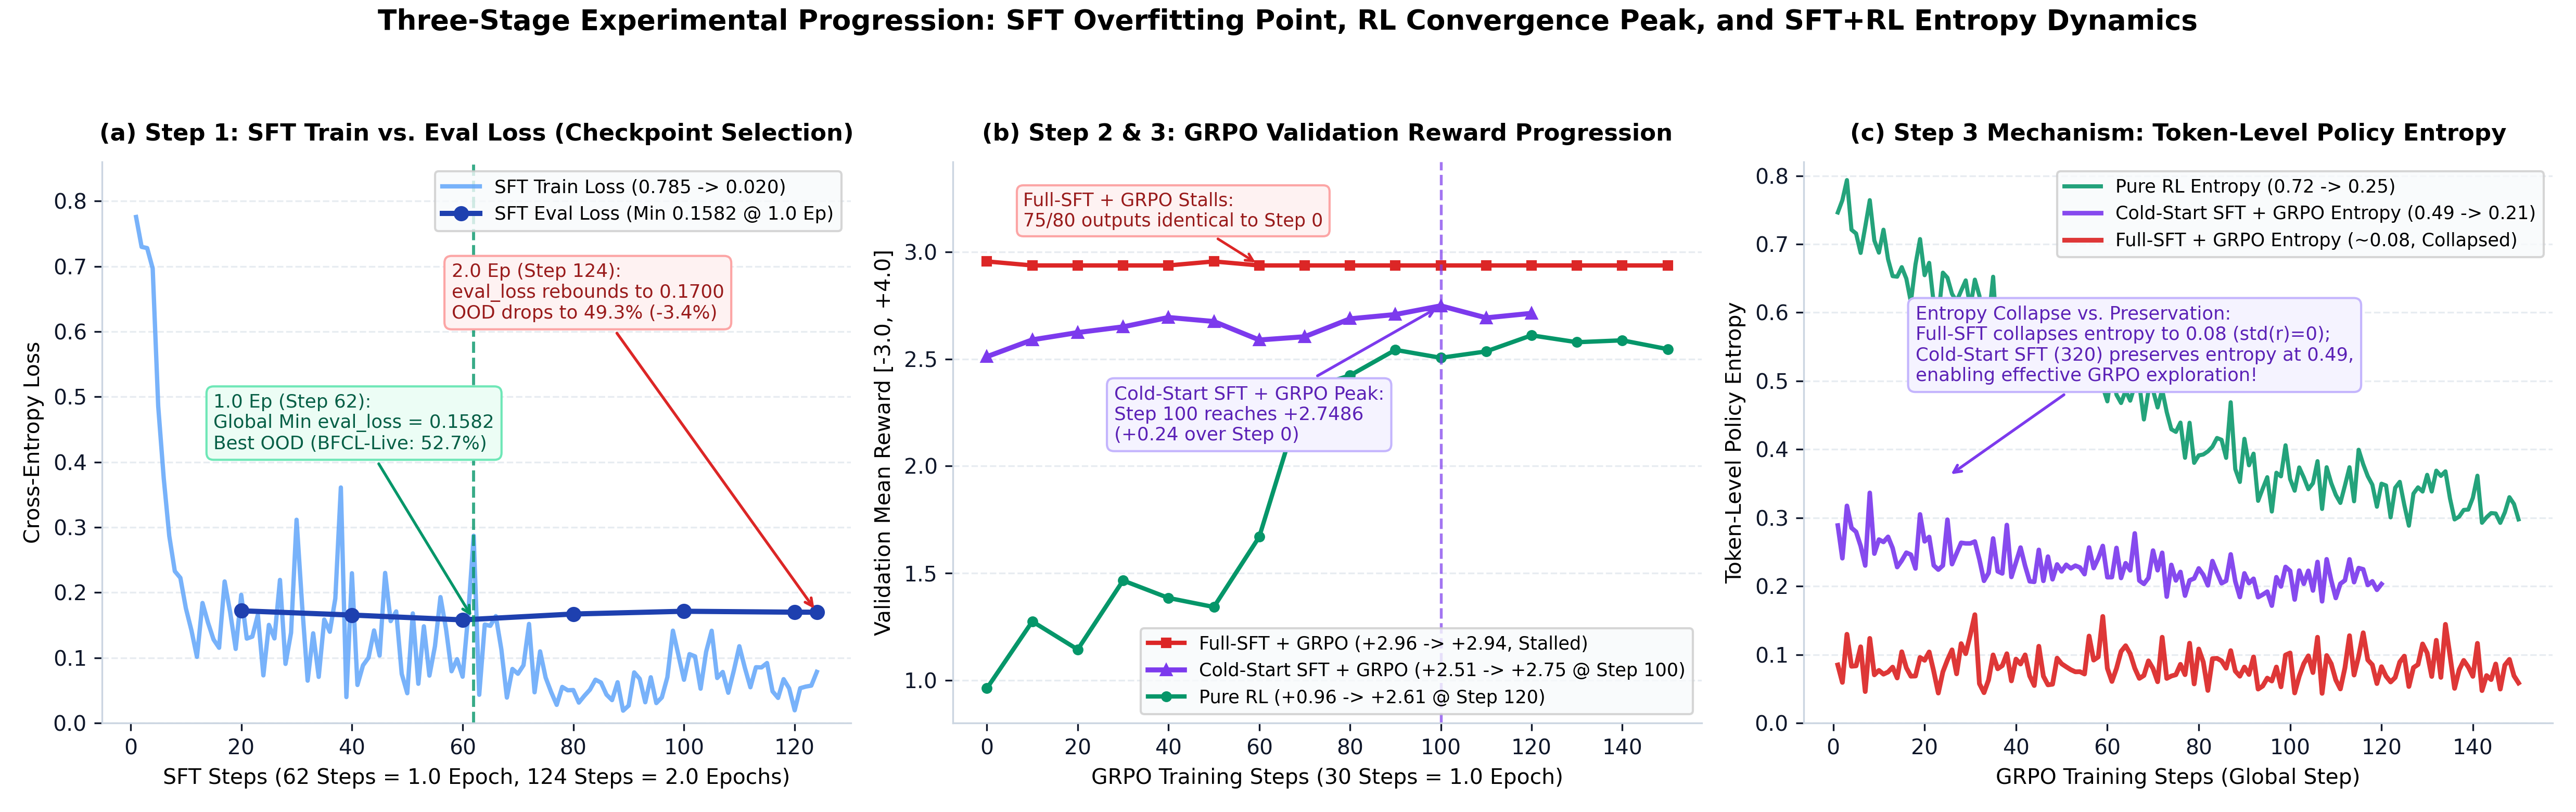 Three-Stage Experimental Progression: SFT Overfitting Point, RL Convergence Peak, and SFT+RL Entropy Dynamics
(a) Step 1: SFT Train vs. Eval Loss (Checkpoint Selection)
Cross-Entropy Loss
0.8
0.7
0.6
0.5
0.4
0.3
0.2
0.1
0.0
SFT Train Loss (0.785 -> 0.020)
SFT Eval Loss (Min 0.1582 @ 1.0 Ep)
2.0 Ep (Step 124):
eval_loss rebounds to 0.1700
OOD drops to 49.3% (-3.4%)
1.0 Ep (Step 62):
Global Min eval_loss = 0.1582
Best OOD (BFCL-Live: 52.7%)
0 20 40 60 80 100 120
SFT Steps (62 Steps = 1.0 Epoch, 124 Steps = 2.0 Epochs)
(b) Step 2 & 3: GRPO Validation Reward Progression
Validation Mean Reward [-3.0, +4.0]
3.0
2.5
2.0
1.5
1.0
Full-SFT + GRPO Stalls:
75/80 outputs identical to Step 0
Cold-Start SFT + GRPO Peak:
Step 100 reaches +2.7486
(+0.24 over Step 0)
Full-SFT + GRPO (+2.96 -> +2.94, Stalled)
Cold-Start SFT + GRPO (+2.51 -> +2.75 @ Step 100)
Pure RL (+0.96 -> +2.61 @ Step 120)
0 20 40 60 80 100 120 140
GRPO Training Steps (30 Steps = 1.0 Epoch)
(c) Step 3 Mechanism: Token-Level Policy Entropy
Token-Level Policy Entropy
0.8
0.7
0.6
0.5
0.4
0.3
0.2
0.1
0.0
Pure RL Entropy (0.72 -> 0.25)
Cold-Start SFT + GRPO Entropy (0.49 -> 0.21)
Full-SFT + GRPO Entropy (~0.08, Collapsed)
Entropy Collapse vs. Preservation:
Full-SFT collapses entropy to 0.08 (std(r)=0);
Cold-Start SFT (320) preserves entropy at 0.49,
enabling effective GRPO exploration!
0 20 40 60 80 100 120 140
GRPO Training Steps (Global Step)